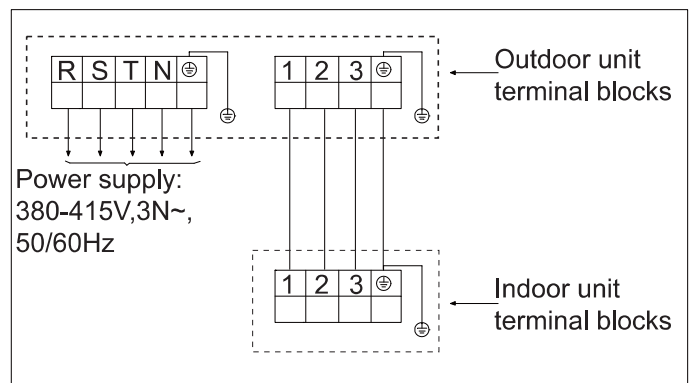 R S T N
1 2 3
Outdoor unit
terminal blocks
Power supply:
380-415V,3N~,
50/60Hz
1 2 3
Indoor unit
terminal blocks